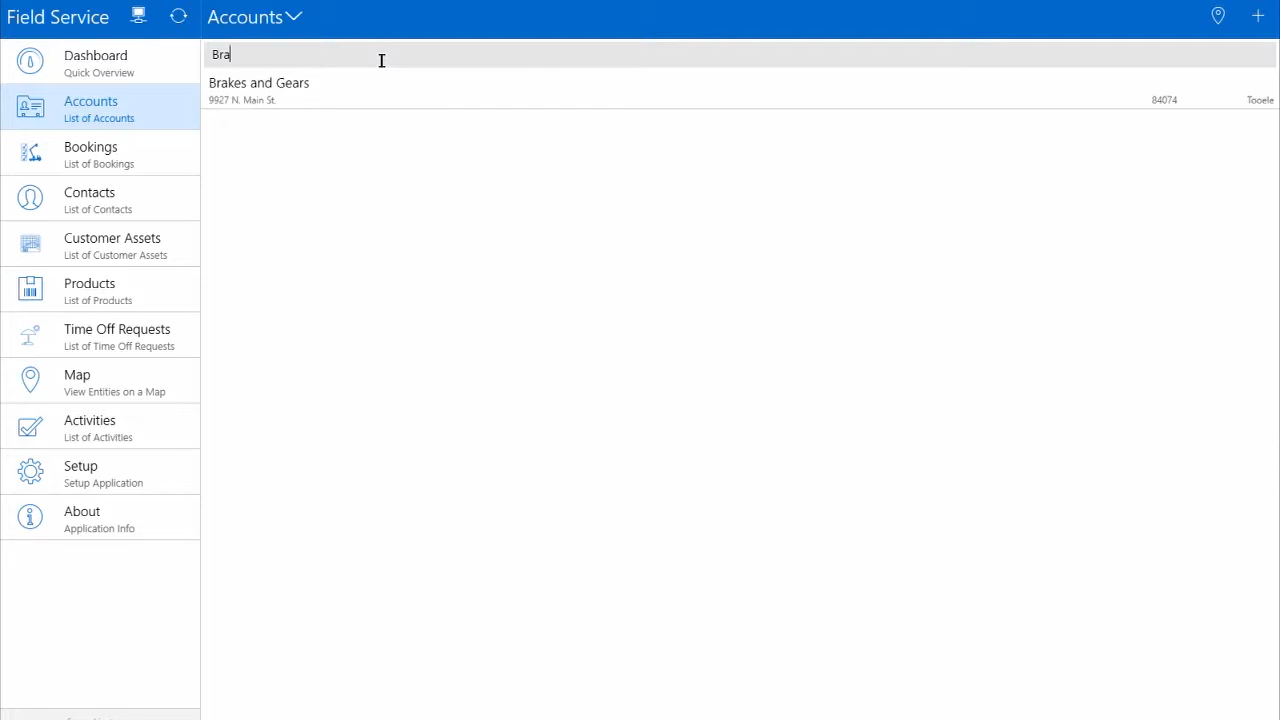 Field Service
Accounts
Bra
Brakes and Gears
9927 N. Main St.
84074
Tooele
Dashboard
Quick Overview
Accounts
List of Accounts
Bookings
List of Bookings
Contacts
List of Contacts
Customer Assets
List of Customer Assets
Products
List of Products
Time Off Requests
List of Time Off Requests
Map
View Entities on a Map
Activities
List of Activities
Setup
Setup Application
About
Application Info